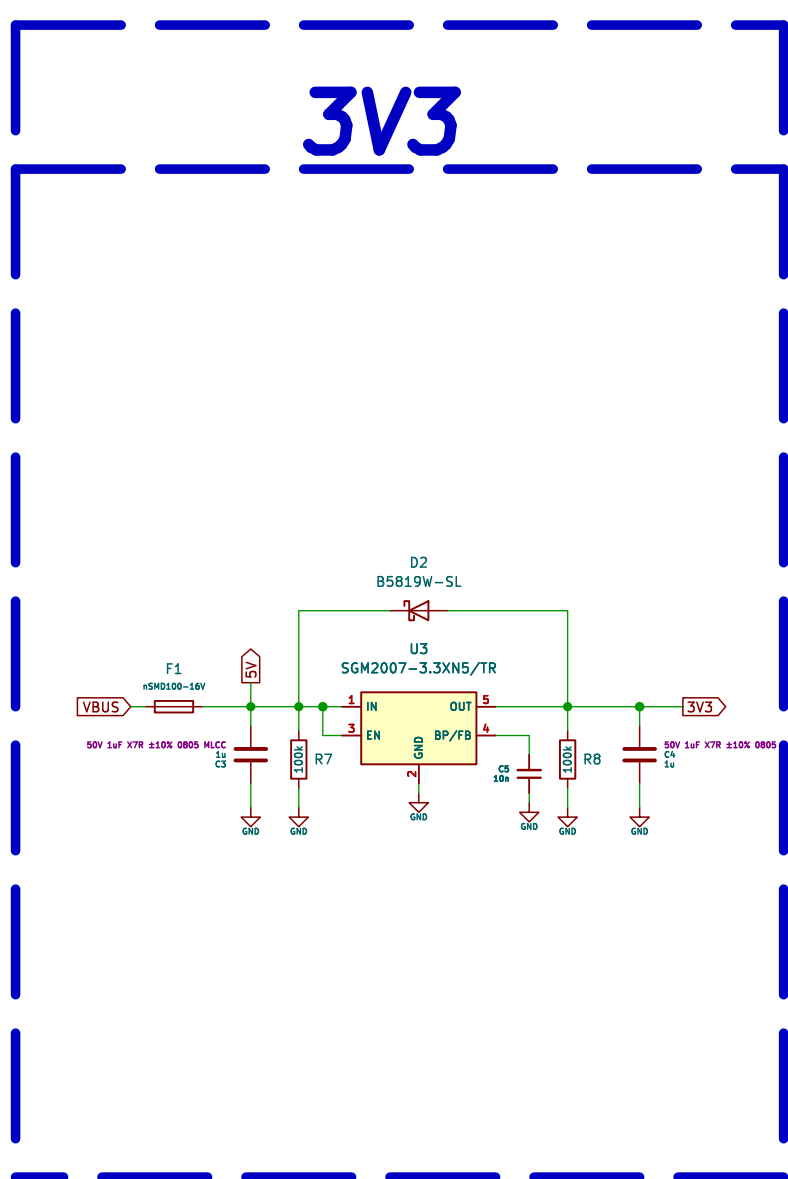 3V3
D2
B5819W-SL
U3
SGM2007-3.3XN5/TR
F1
nSMD100-16V
5V
VBUS
1 IN
OUT 5
3V3
3 EN
BP/FB 4
GND
2
50V 1uF X7R ±10% 0805 MLCC
1u
C3
100k
R7
C5
10n
100k
R8
50V 1uF X7R ±10% 0805
C4
1u
GND
GND
GND
GND
GND
GND